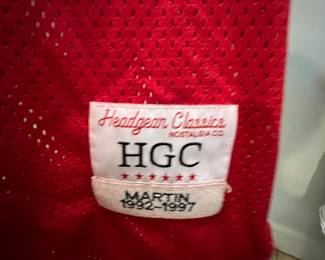 Headgear Classics
NOSTALGIA CO.
HGC
MARTIN
1992-1997